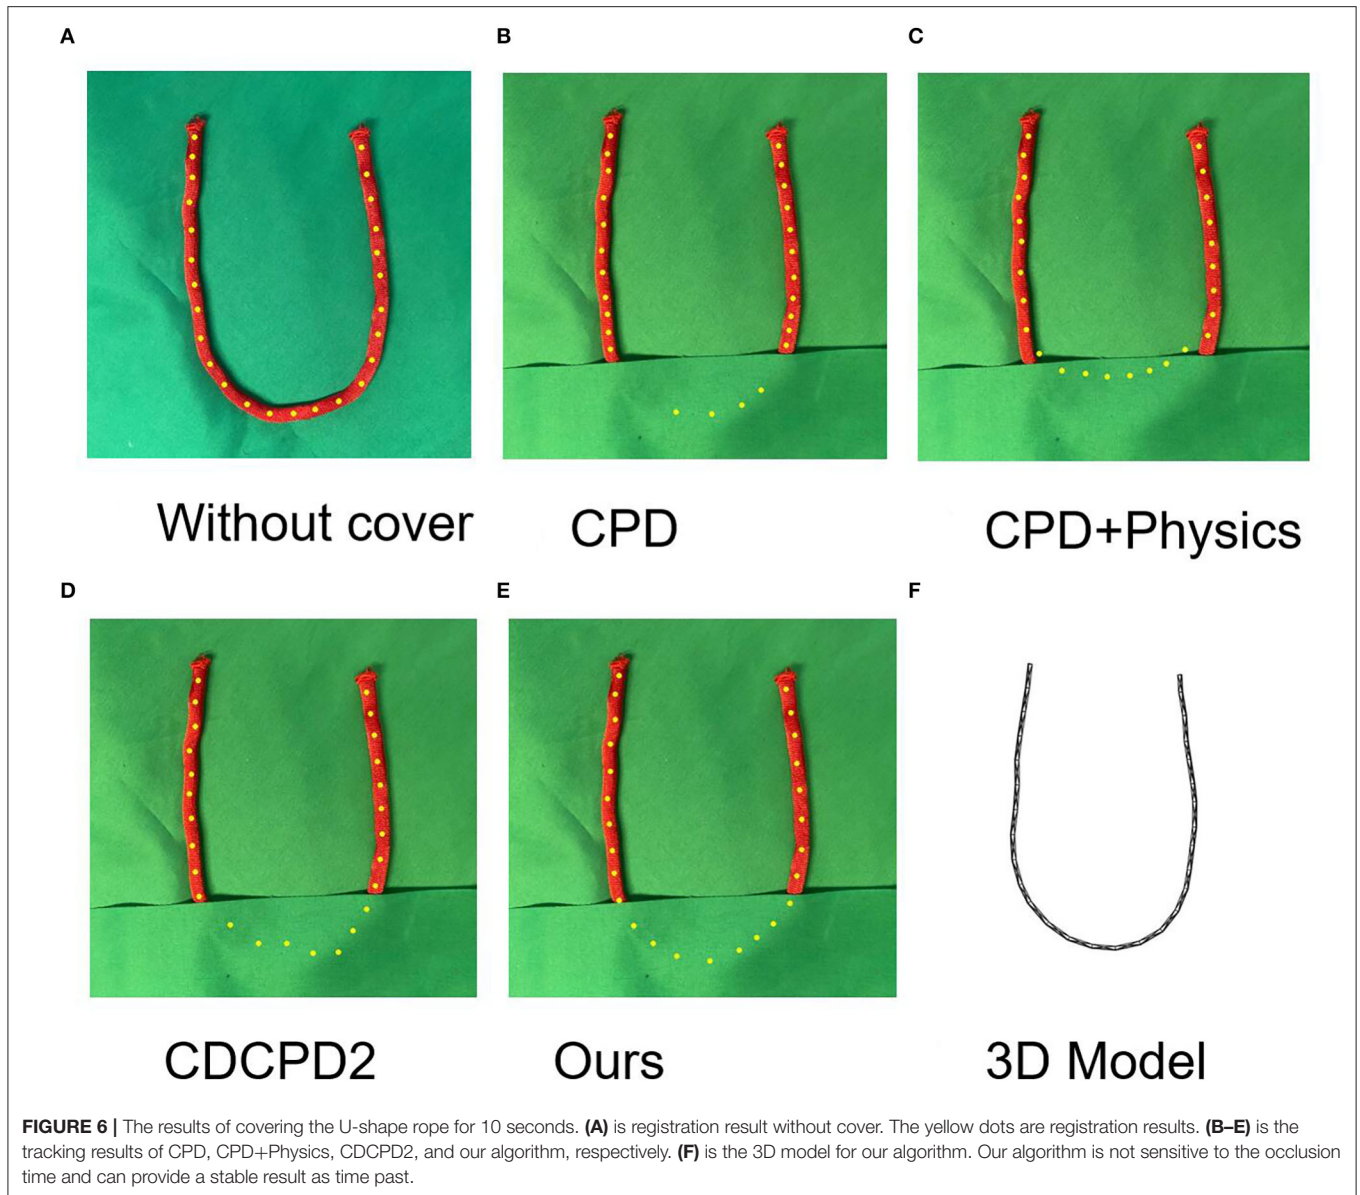 A
B
C
Without cover
CPD
CPD+Physics
D
E
F
CDCPD2
Ours
3D Model
FIGURE 6 | The results of covering the U-shape rope for 10 seconds. (A) is registration result without cover. The yellow dots are registration results. (B–E) is the
tracking results of CPD, CPD+Physics, CDCPD2, and our algorithm, respectively. (F) is the 3D model for our algorithm. Our algorithm is not sensitive to the occlusion
time and can provide a stable result as time past.